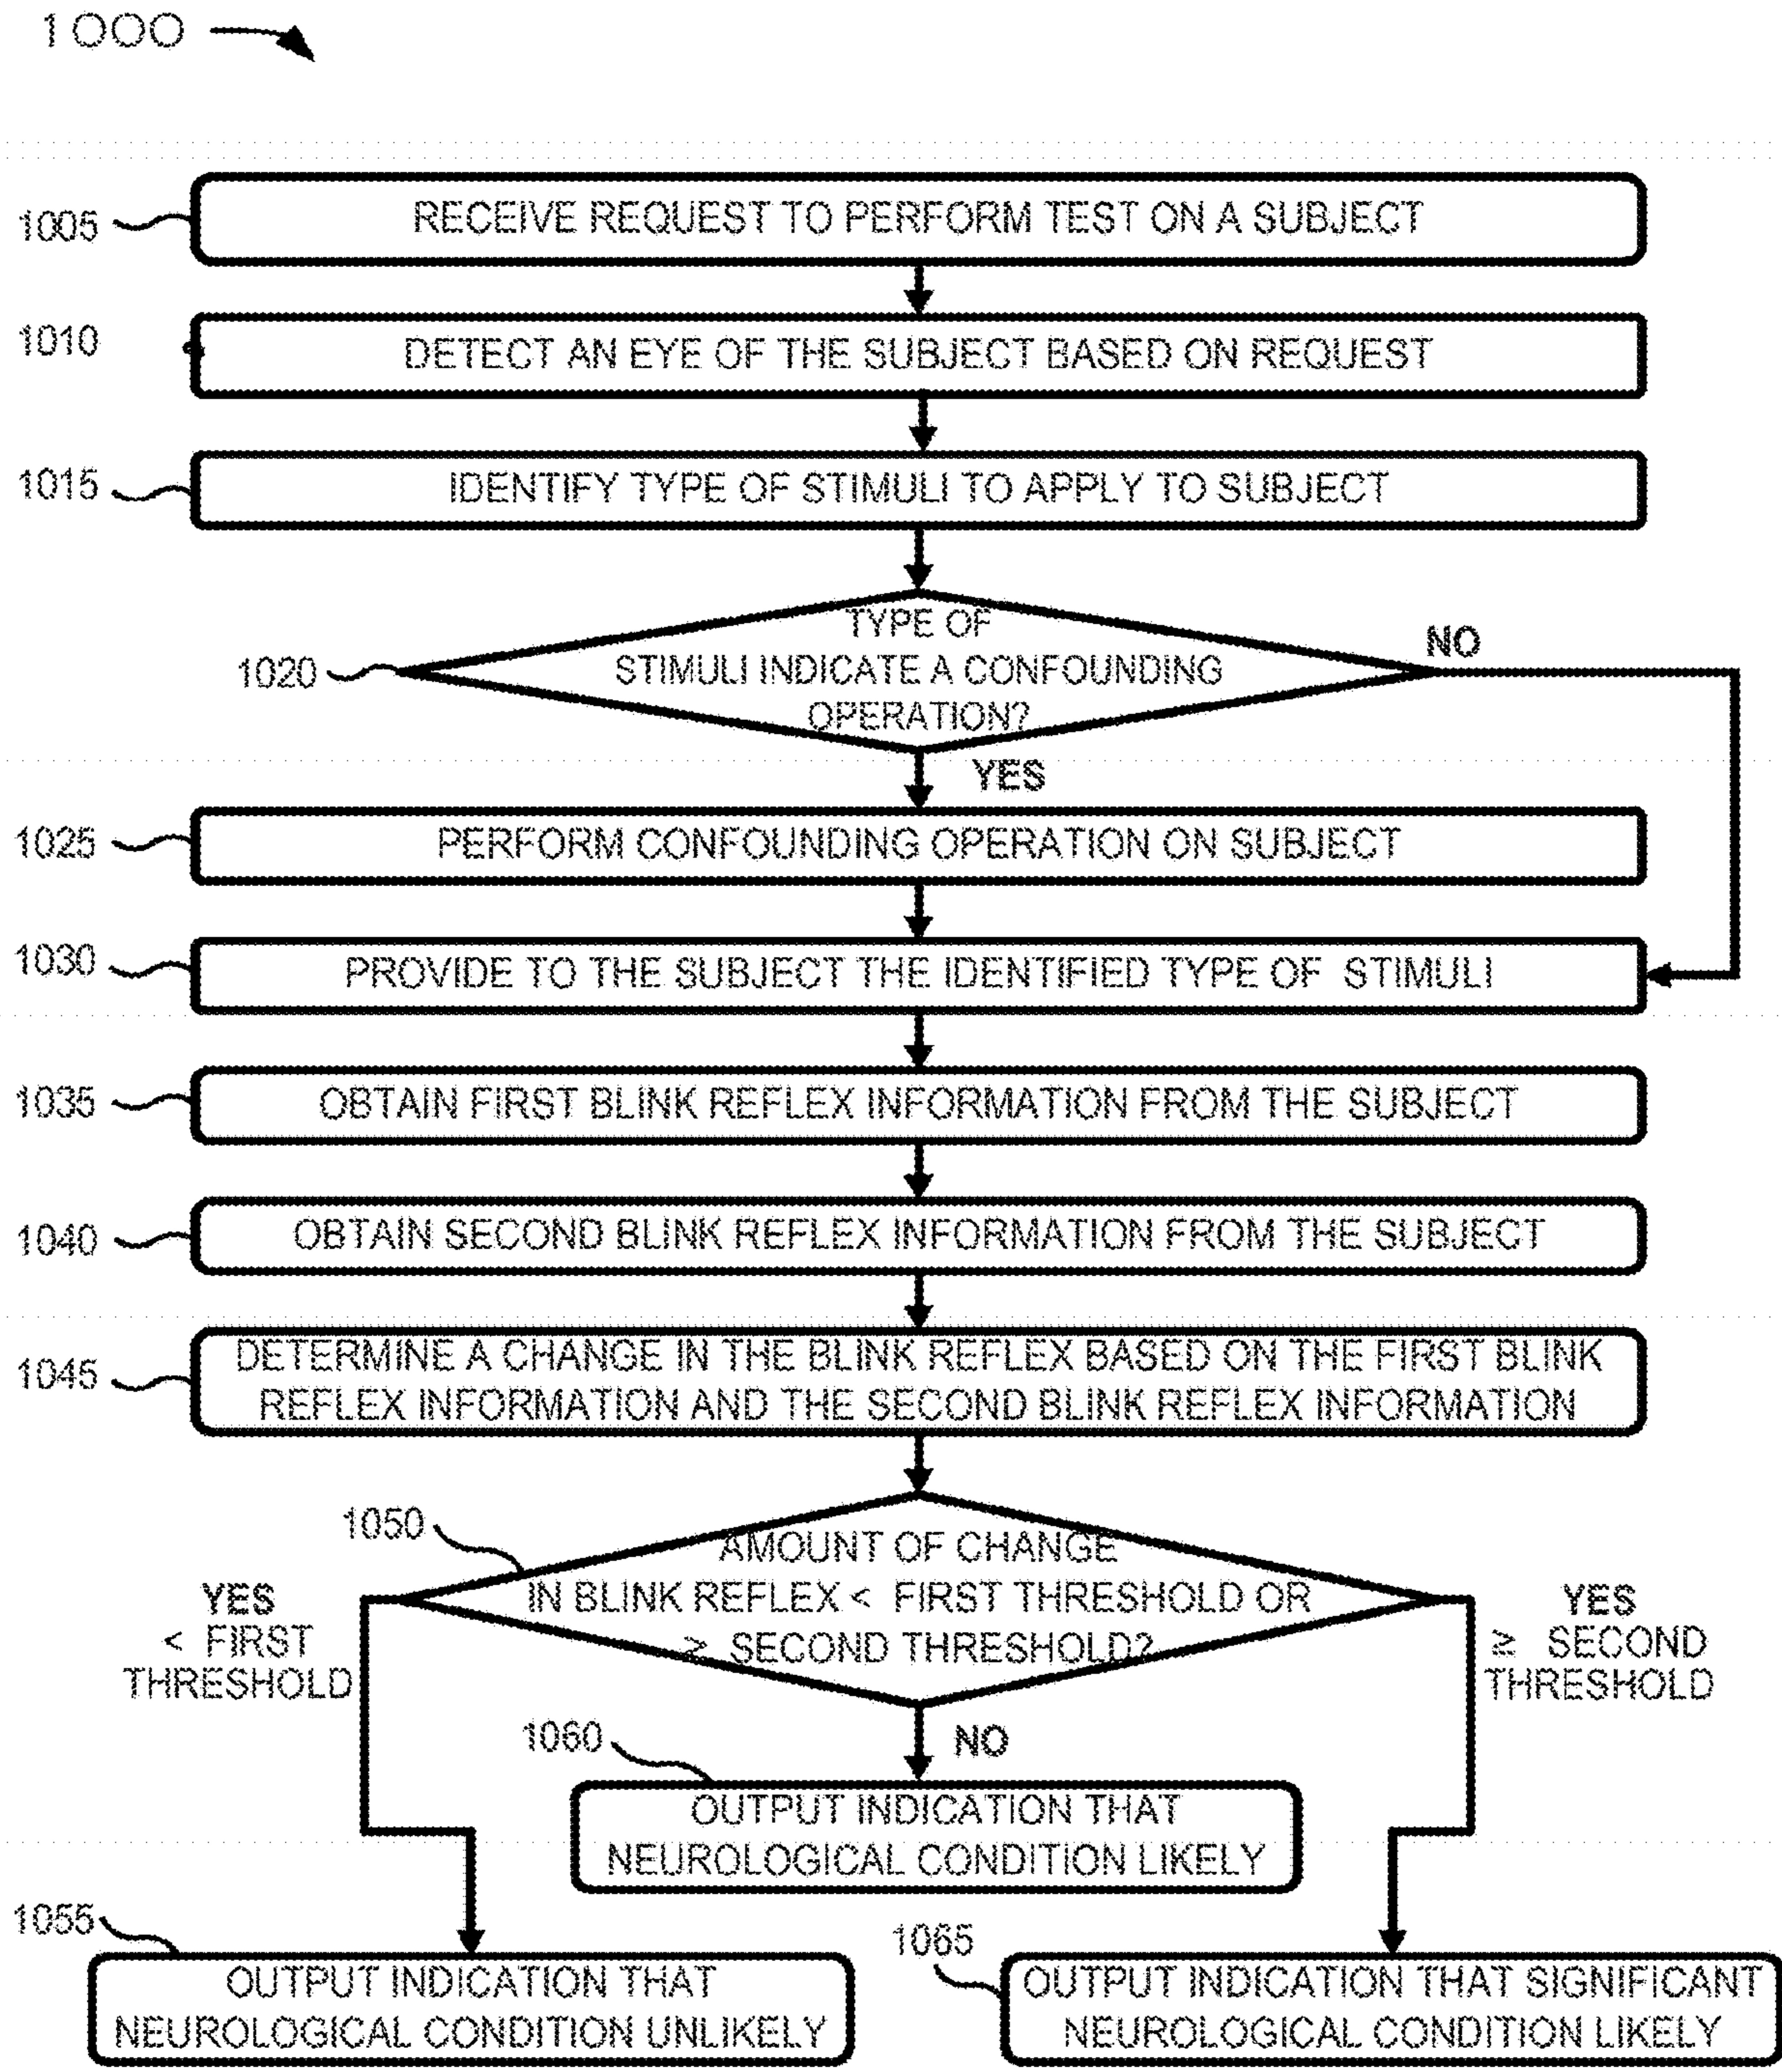 1000
1005
RECEIVE REQUEST TO PERFORM TEST ON A SUBJECT
1010
DETECT AN EYE OF THE SUBJECT BASED ON REQUEST
1015
IDENTIFY TYPE OF STIMULI TO APPLY TO SUBJECT
1020
TYPE OF
STIMULI INDICATE A CONFOUNDING
OPERATION?
NO
YES
1025
PERFORM CONFOUNDING OPERATION ON SUBJECT
1030
PROVIDE TO THE SUBJECT THE IDENTIFIED TYPE OF STIMULI
1035
OBTAIN FIRST BLINK REFLEX INFORMATION FROM THE SUBJECT
1040
OBTAIN SECOND BLINK REFLEX INFORMATION FROM THE SUBJECT
1045
DETERMINE A CHANGE IN THE BLINK REFLEX BASED ON THE FIRST BLINK
REFLEX INFORMATION AND THE SECOND BLINK REFLEX INFORMATION
1050
AMOUNT OF CHANGE
IN BLINK REFLEX < FIRST THRESHOLD OR
≥ SECOND THRESHOLD?
YES
< FIRST
THRESHOLD
YES
≥ SECOND
THRESHOLD
NO
1060
OUTPUT INDICATION THAT
NEUROLOGICAL CONDITION LIKELY
1055
OUTPUT INDICATION THAT
NEUROLOGICAL CONDITION UNLIKELY
1065
OUTPUT INDICATION THAT SIGNIFICANT
NEUROLOGICAL CONDITION LIKELY